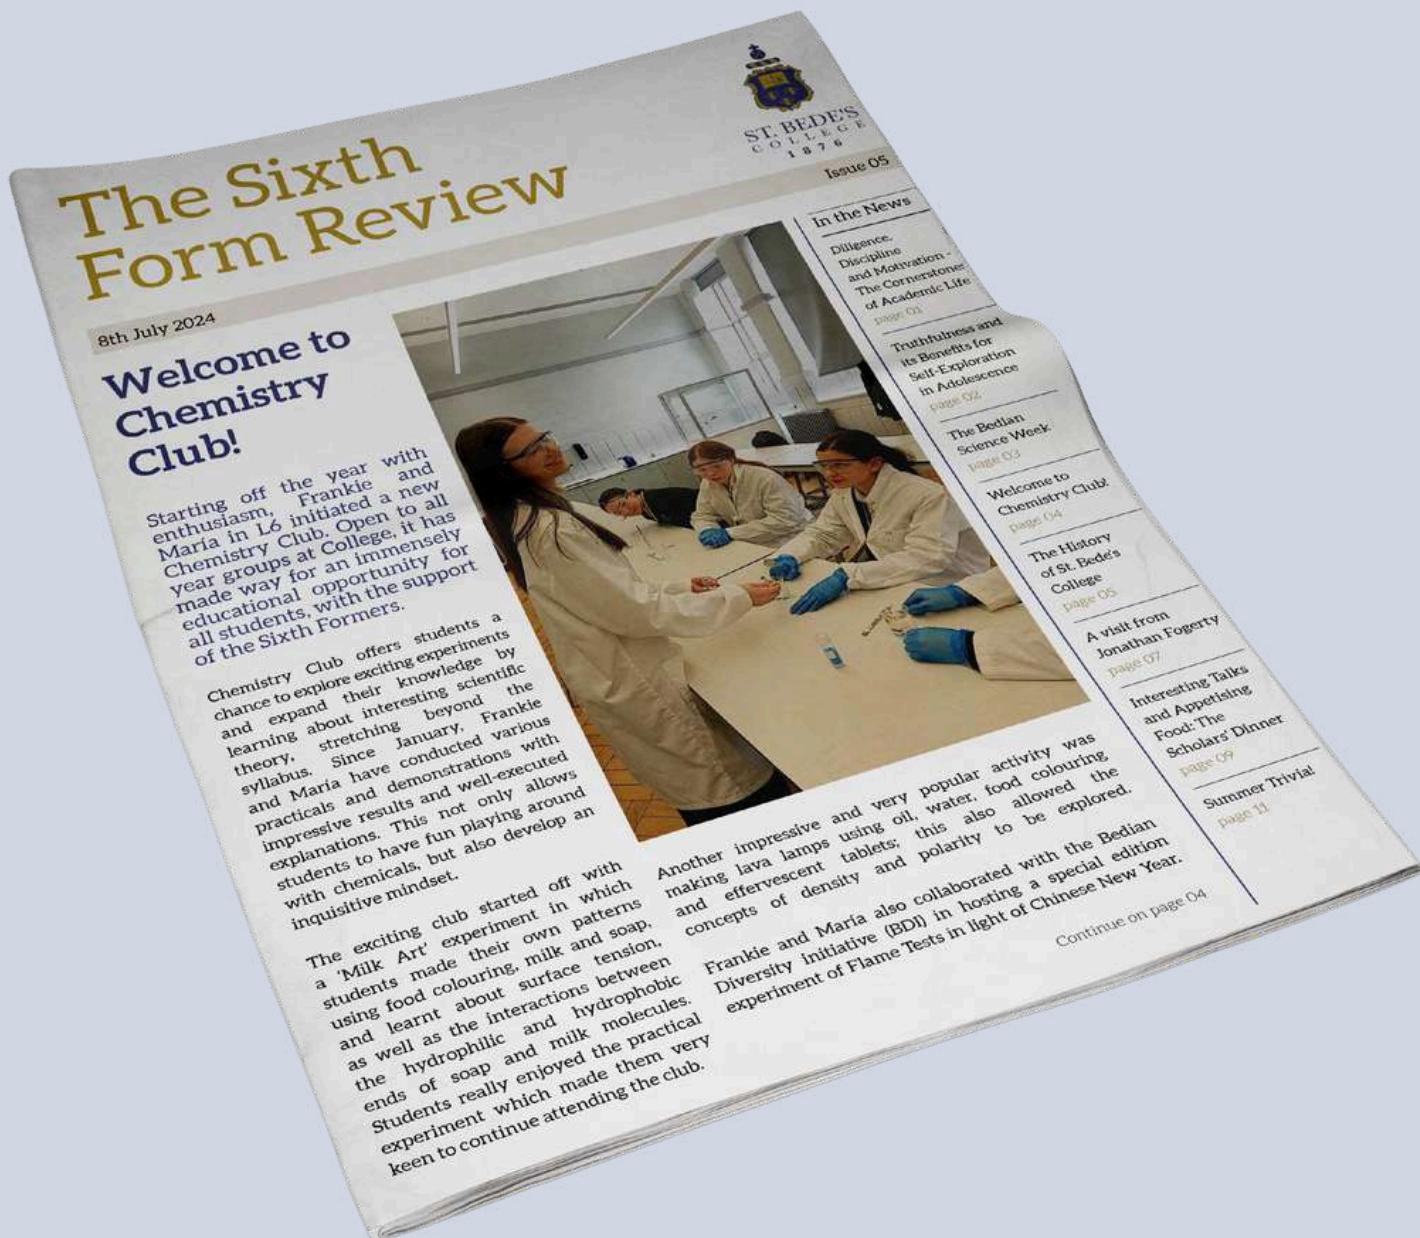 The Sixth
Form Review
ST. BEDE'S
COLLEGE
1876
Issue 05
8th July 2024
Welcome to
Chemistry
Club!
Starting off the year with
enthusiasm, Frankie and
María in L6 initiated a new
Chemistry Club. Open to all
year groups at College, it has
made way for an immensely
educational opportunity for
all students, with the support
of the Sixth Formers.
Chemistry Club offers students a
chance to explore exciting experiments
and expand their knowledge by
learning about interesting scientific
theory, stretching beyond the
syllabus. Since January, Frankie
and María have conducted various
practicals and demonstrations with
impressive results and well-executed
explanations. This not only allows
students to have fun playing around
with chemicals, but also develop an
inquisitive mindset.
The exciting club started off with
a 'Milk Art' experiment in which
students made their own patterns
using food colouring, milk and soap,
and learnt about surface tension,
as well as the interactions between
the hydrophilic and hydrophobic
ends of soap and milk molecules.
Students really enjoyed the practical
experiment which made them very
keen to continue attending the club.
Another impressive and very popular activity was
making lava lamps using oil, water, food colouring
and effervescent tablets; this also allowed the
concepts of density and polarity to be explored.
Frankie and María also collaborated with the Bedian
Diversity initiative (BDI) in hosting a special edition
experiment of Flame Tests in light of Chinese New Year.
Continue on page 04
In the News
Diligence,
Discipline
and Motivation -
The Cornerstones
of Academic Life
page 01
Truthfulness and
its Benefits for
Self-Exploration
in Adolescence
page 02
The Bedian
Science Week
page 03
Welcome to
Chemistry Club!
page 04
The History
of St. Bede's
College
page 05
A visit from
Jonathan Fogerty
page 07
Interesting Talks
and Appetising
Food: The
Scholars' Dinner
page 09
Summer Trivia!
page 11